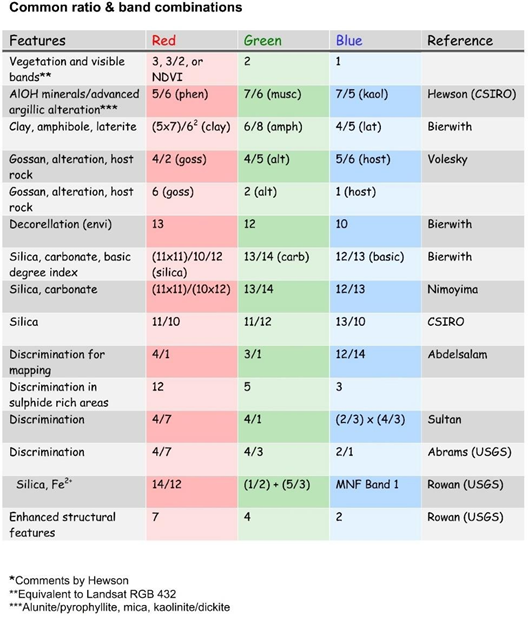 Common ratio & band combinations
Features Red Green Blue Reference
Vegetation and visible bands** 3, 3/2, or NDVI 2 1
AlOH minerals/advanced argillic alteration*** 5/6 (phen) 7/6 (musc) 7/5 (kaol) Hewson (CSIRO)
Clay, amphibole, laterite (5x7)/6² (clay) 6/8 (amph) 4/5 (lat) Bierwith
Gossan, alteration, host rock 4/2 (goss) 4/5 (alt) 5/6 (host) Volesky
Gossan, alteration, host rock 6 (goss) 2 (alt) 1 (host)
Decorellation (envi) 13 12 10 Bierwith
Silica, carbonate, basic degree index (11x11)/10/12 (silica) 13/14 (carb) 12/13 (basic) Bierwith
Silica, carbonate (11x11)/(10x12) 13/14 12/13 Nimoyima
Silica 11/10 11/12 13/10 CSIRO
Discrimination for mapping 4/1 3/1 12/14 Abdelsalam
Discrimination in sulphide rich areas 12 5 3
Discrimination 4/7 4/1 (2/3) x (4/3) Sultan
Discrimination 4/7 4/3 2/1 Abrams (USGS)
Silica, Fe²⁺ 14/12 (1/2) + (5/3) MNF Band 1 Rowan (USGS)
Enhanced structural features 7 4 2 Rowan (USGS)
*Comments by Hewson
**Equivalent to Landsat RGB 432
***Alunite/pyrophyllite, mica, kaolinite/dickite